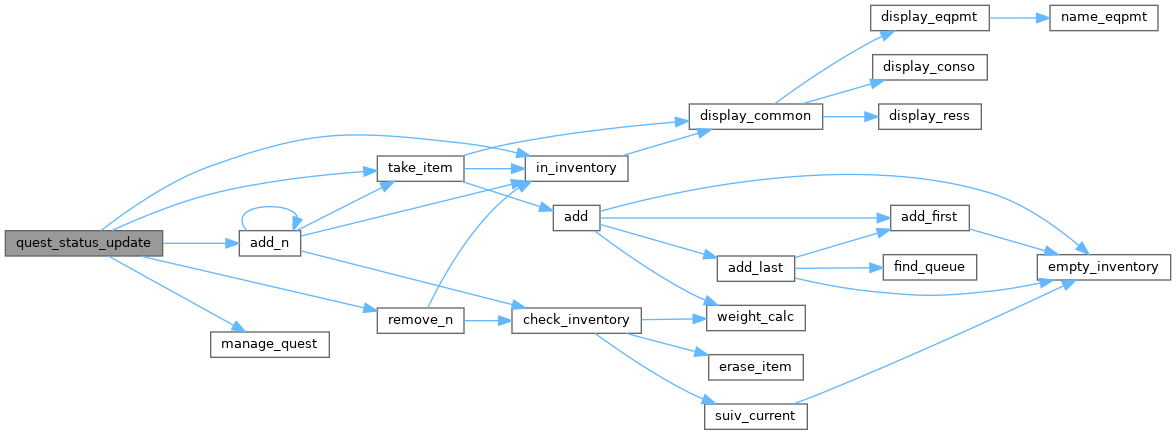 quest_status_update
add_n
take_item
remove_n
manage_quest
in_inventory
add
check_inventory
display_common
add_last
weight_calc
erase_item
suiv_current
display_eqpmt
display_conso
display_ress
add_first
find_queue
name_eqpmt
empty_inventory